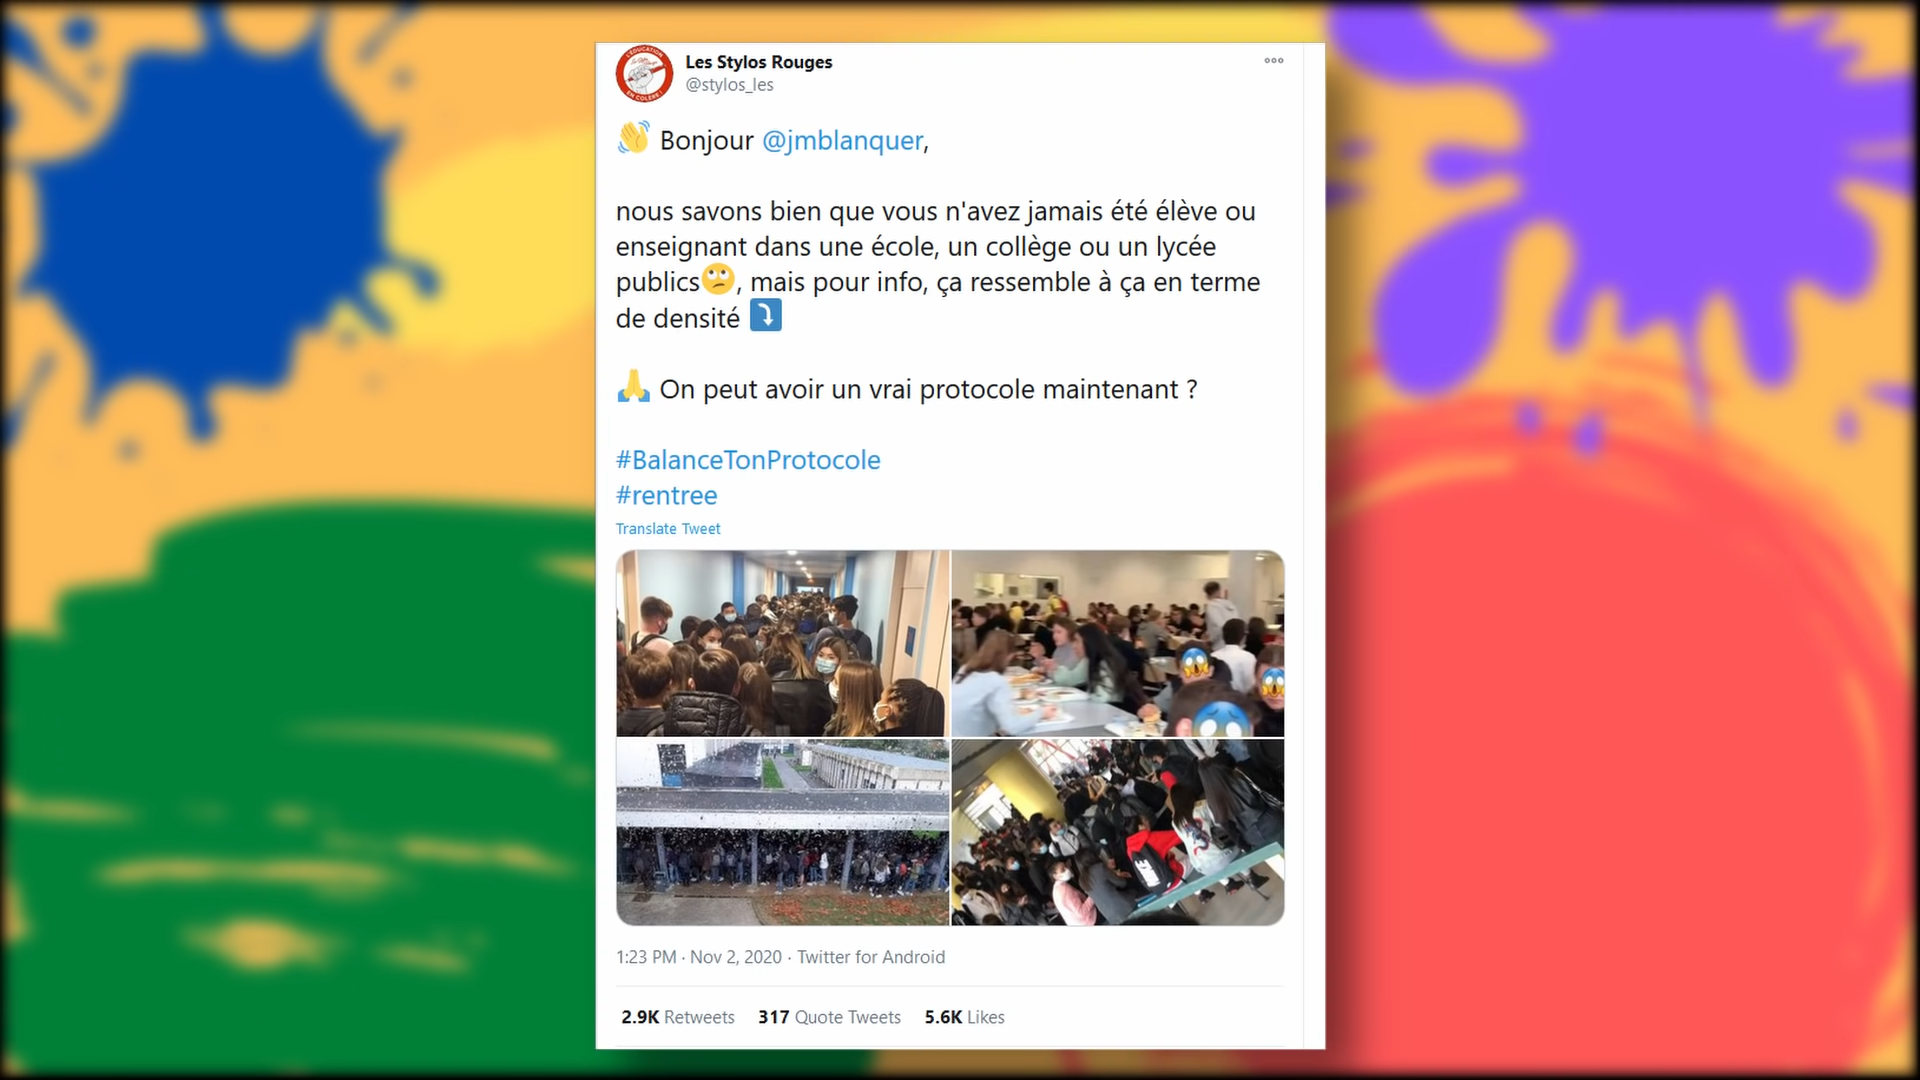 L'ÉDUCATION
EN COLÈRE !
Les Stylos Rouges
@stylos_les
👋 Bonjour @jmblanquer,
nous savons bien que vous n'avez jamais été élève ou
enseignant dans une école, un collège ou un lycée
publics🙄, mais pour info, ça ressemble à ça en terme
de densité ⤵️
🙏 On peut avoir un vrai protocole maintenant ?
#BalanceTonProtocole
#rentree
Translate Tweet
1:23 PM · Nov 2, 2020 · Twitter for Android
2.9K Retweets 317 Quote Tweets 5.6K Likes